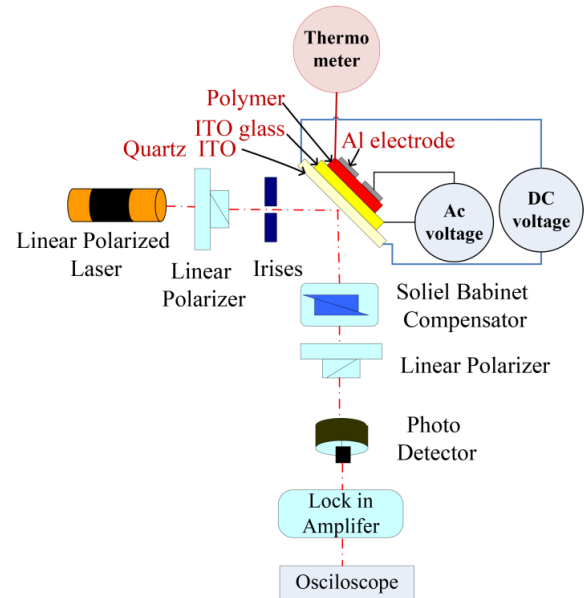 Thermo
meter
Polymer
ITO glass
Al electrode
Quartz ITO
Ac
voltage
DC
voltage
Linear Polarized
Laser
Linear
Polarizer
Irises
Soliel Babinet
Compensator
Linear Polarizer
Photo
Detector
Lock in
Amplifer
Osciloscope